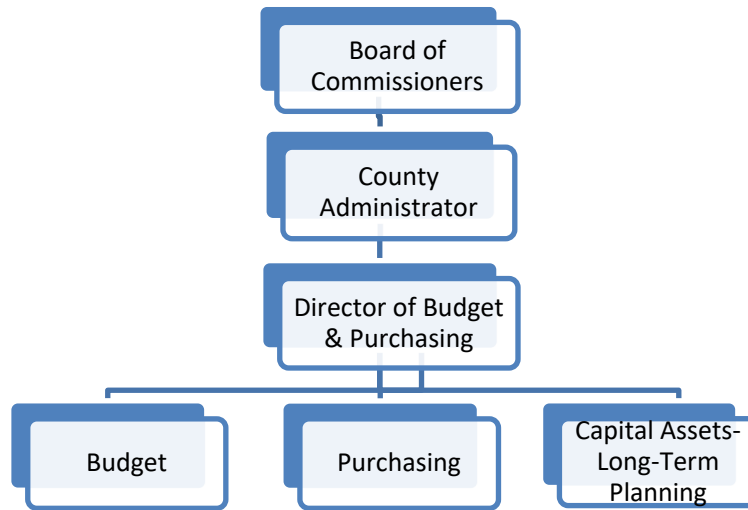 Board of
Commissioners
County
Administrator
Director of Budget
& Purchasing
Budget
Purchasing
Capital Assets-
Long-Term
Planning